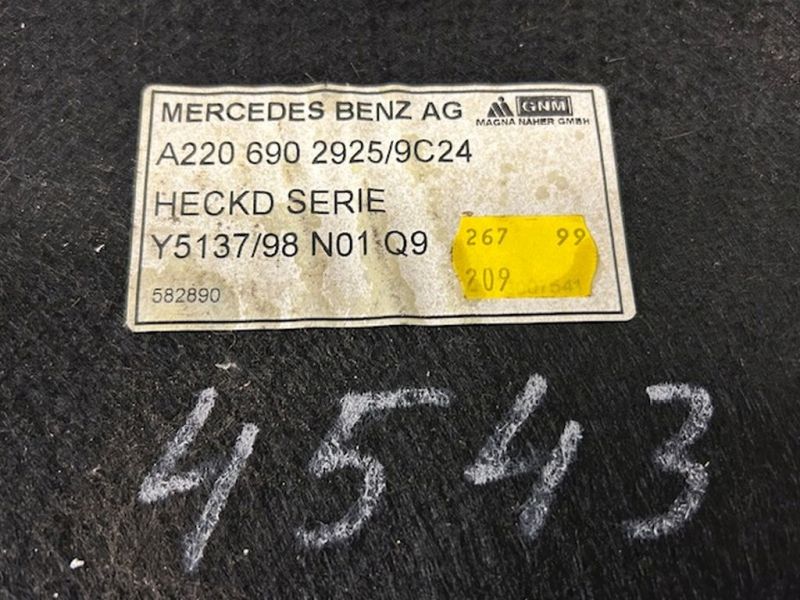 MERCEDES BENZ AG
GNM
MAGNA NAHER GMBH
A220 690 2925/9C24
HECKD SERIE
Y5137/98 N01 Q9
267 99
209
582890
4543